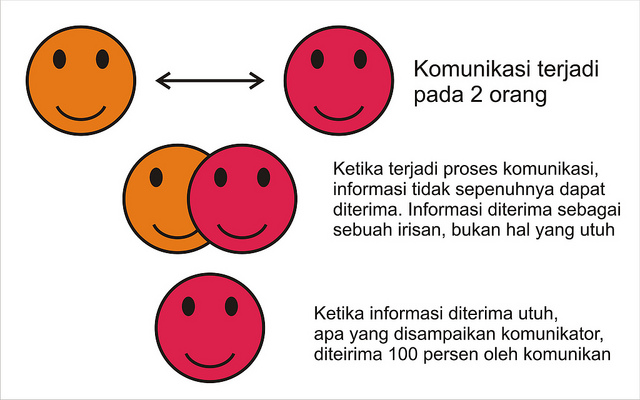 Komunikasi terjadi
pada 2 orang
Ketika terjadi proses komunikasi,
informasi tidak sepenuhnya dapat
diterima. Informasi diterima sebagai
sebuah irisan, bukan hal yang utuh
Ketika informasi diterima utuh,
apa yang disampaikan komunikator,
diteirima 100 persen oleh komunikan